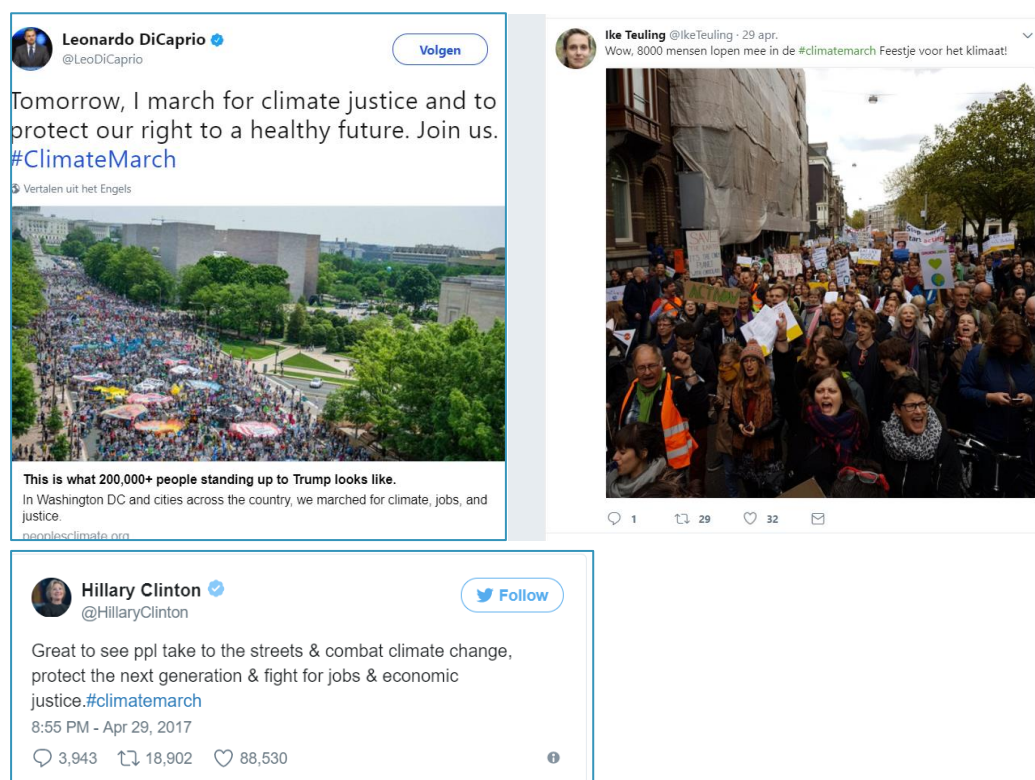 Leonardo DiCaprio
@LeoDiCaprio
Volgen
Tomorrow, I march for climate justice and to
protect our right to a healthy future. Join us.
#ClimateMarch
Vertalen uit het Engels
This is what 200,000+ people standing up to Trump looks like.
In Washington DC and cities across the country, we marched for climate, jobs, and
justice.
peoplesclimate.org
Ike Teuling @IkeTeuling · 29 apr.
Wow, 8000 mensen lopen mee in de #climatemarch Feestje voor het klimaat!
ACT NOW
1 29 32
Hillary Clinton
@HillaryClinton
Follow
Great to see ppl take to the streets & combat climate change,
protect the next generation & fight for jobs & economic
justice.#climatemarch
8:55 PM - Apr 29, 2017
3,943 18,902 88,530